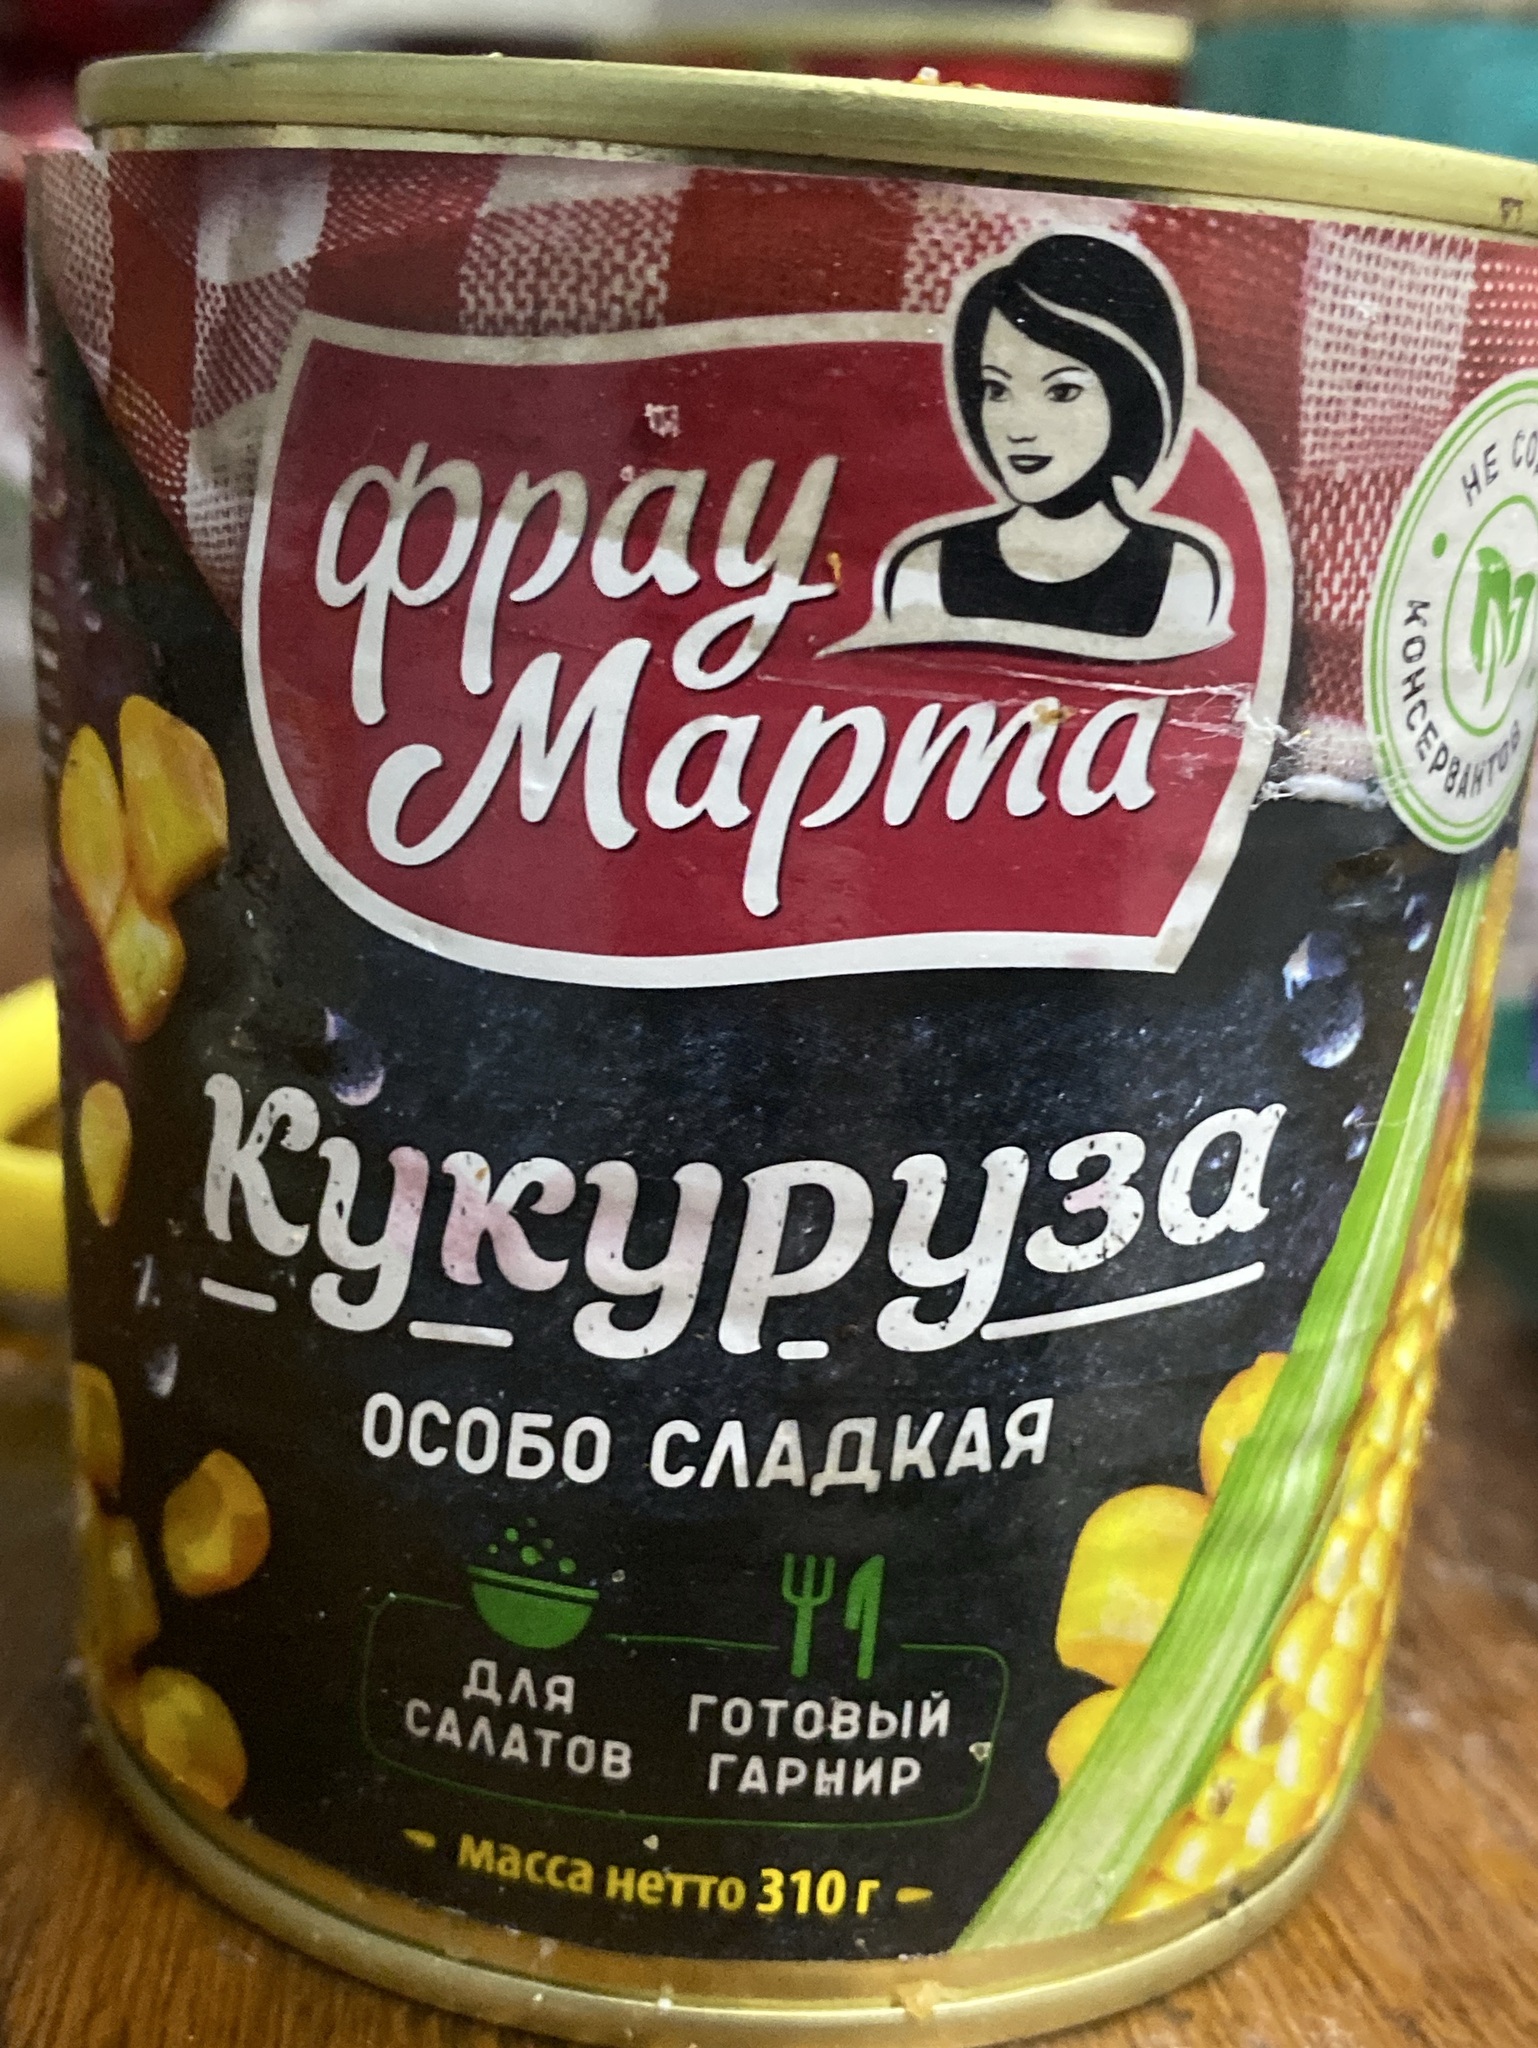 фрау
Марта
НЕ СО
КОНСЕРВАНТОВ
Кукуруза
ОСОБО СЛАДКАЯ
ДЛЯ
САЛАТОВ
ГОТОВЫЙ
ГАРНИР
масса нетто 310 г